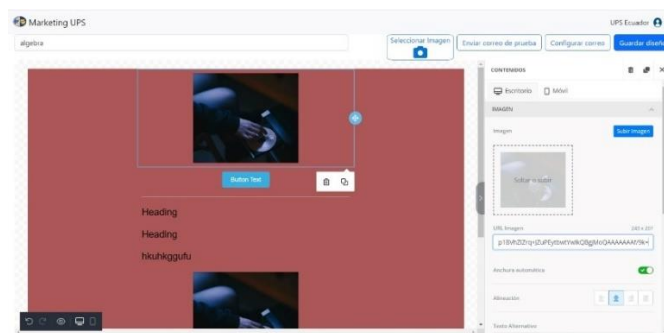 Marketing UPS
UPS Ecuador
algebra
Seleccionar Imagen
Enviar correo de prueba
Configurar correo
Guardar diseño
CONTENIDOS
Escritorio
Móvil
IMAGEN
Imagen
Subir Imagen
Soltar o subir
Button Text
Heading
Heading
hkuhkggufu
URL Imagen
Anchura automática
Alineación
Texto Alternativo